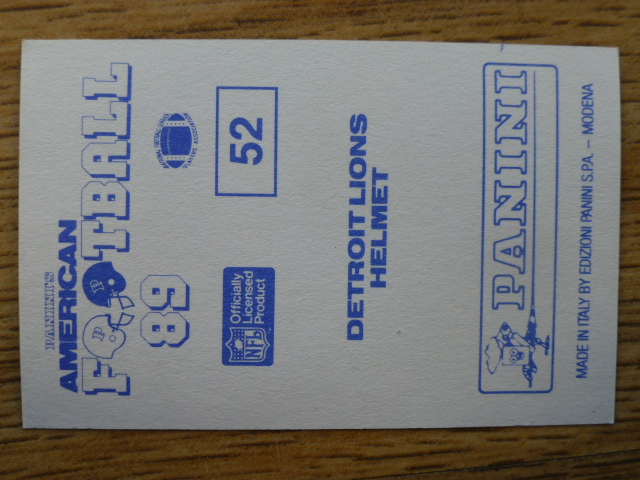 PANINI'S
AMERICAN
FOOTBALL
89
52
NFL
Officially
Licensed
Product
DETROIT LIONS
HELMET
PANINI
MADE IN ITALY BY EDIZIONI PANINI S.P.A. – MODENA